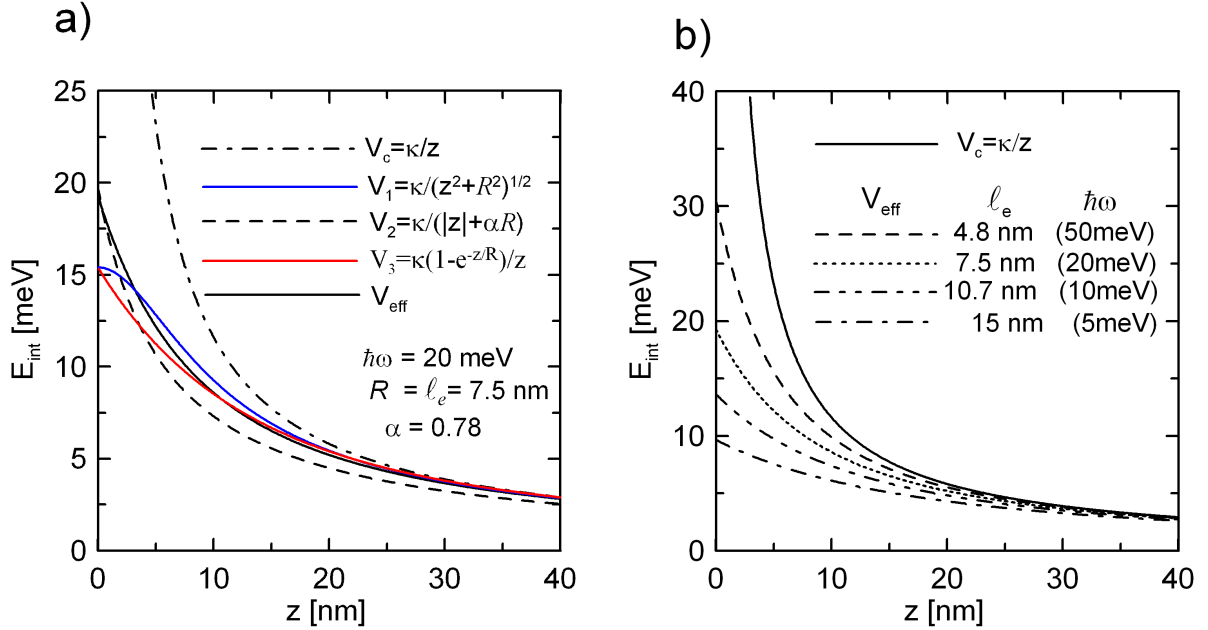 a)
25
20
15
10
5
0
E_int [meV]
0 10 20 30 40
z [nm]
V_c=κ/z
V_1=κ/(z²+R²)^1/2
V_2=κ/(|z|+αR)
V_3=κ(1-e^-z/R)/z
V_eff
ħω = 20 meV
R = ℓ_e= 7.5 nm
α = 0.78
b)
40
30
20
10
0
E_int [meV]
0 10 20 30 40
z [nm]
V_c=κ/z
V_eff ℓ_e ħω
4.8 nm (50meV)
7.5 nm (20meV)
10.7 nm (10meV)
15 nm (5meV)